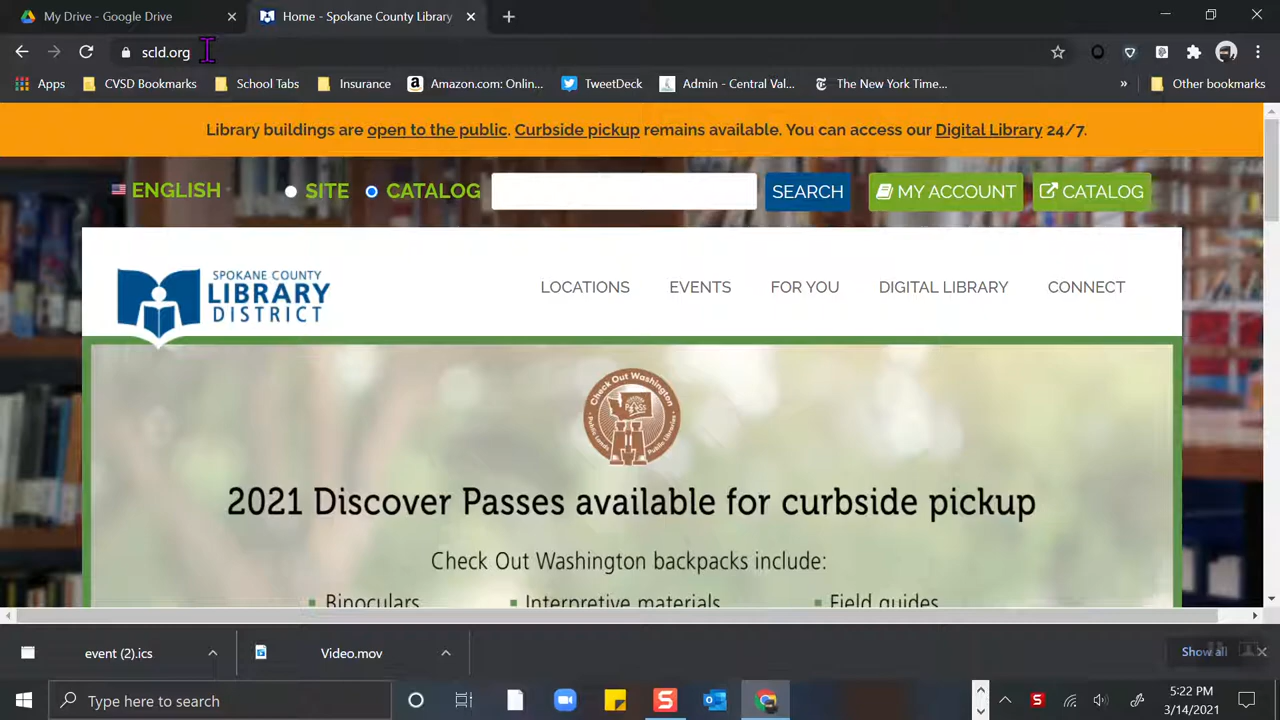 My Drive - Google Drive
Home - Spokane County Library
scld.org
Apps
CVSD Bookmarks
School Tabs
Insurance
Amazon.com: Onlin...
TweetDeck
Admin - Central Val...
The New York Time...
»
Other bookmarks
Library buildings are open to the public. Curbside pickup remains available. You can access our Digital Library 24/7.
ENGLISH
SITE
CATALOG
SEARCH
MY ACCOUNT
CATALOG
SPOKANE COUNTY
LIBRARY
DISTRICT
LOCATIONS
EVENTS
FOR YOU
DIGITAL LIBRARY
CONNECT
Check Out Washington
Public Lands
Public Libraries
2021 Discover Passes available for curbside pickup
Check Out Washington backpacks include:
▪ Binoculars
▪ Interpretive materials
▪ Field guides
event (2).ics
Video.mov
Show all
Type here to search
5:22 PM
3/14/2021